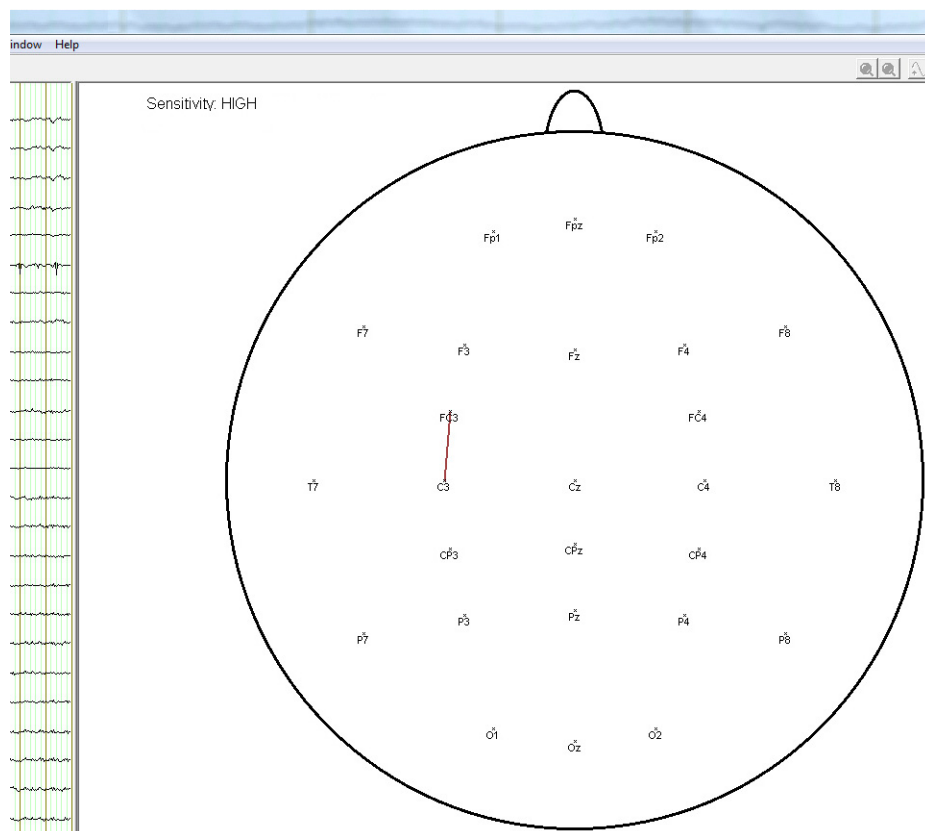 indow Help
Sensitivity: HIGH
Fp1 Fpz Fp2
F7 F3 Fz F4 F8
FC3 FC4
T7 C3 Cz C4 T8
CP3 CPz CP4
P7 P3 Pz P4 P8
O1 Oz O2